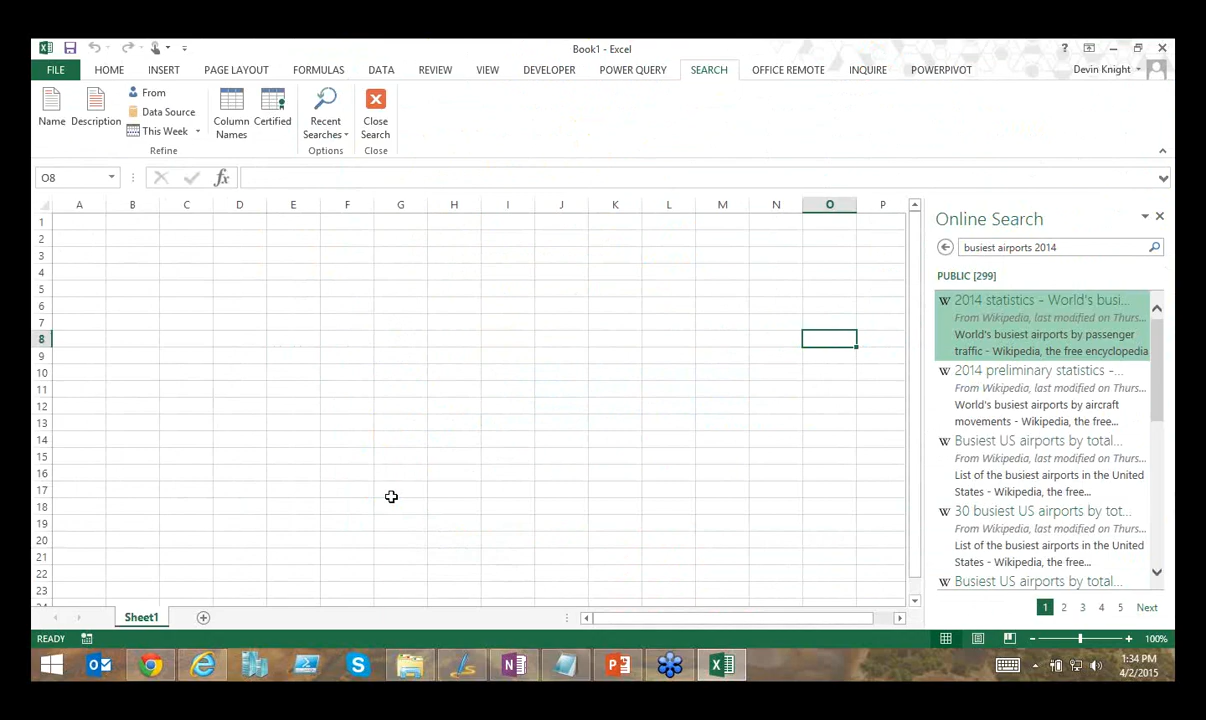 Book1 - Excel
?
FILE HOME INSERT PAGE LAYOUT FORMULAS DATA REVIEW VIEW DEVELOPER POWER QUERY SEARCH OFFICE REMOTE INQUIRE POWERPIVOT Devin Knight
Name
Description
From
Data Source
This Week
Refine
Column
Names
Certified
Recent
Searches
Options
Close
Search
Close
O8
fx
A B C D E F G H I J K L M N O P
1
2
3
4
5
6
7
8
9
10
11
12
13
14
15
16
17
18
19
20
21
22
23
24
Online Search
busiest airports 2014
PUBLIC [299]
W 2014 statistics - World's busi...
From Wikipedia, last modified on Thurs...
World's busiest airports by passenger
traffic - Wikipedia, the free encyclopedia
W 2014 preliminary statistics -...
From Wikipedia, last modified on Thurs...
World's busiest airports by aircraft
movements - Wikipedia, the free...
W Busiest US airports by total...
From Wikipedia, last modified on Thurs...
List of the busiest airports in the United
States - Wikipedia, the free...
W 30 busiest US airports by tot...
From Wikipedia, last modified on Thurs...
List of the busiest airports in the United
States - Wikipedia, the free...
W Busiest US airports by total...
1 2 3 4 5 Next
Sheet1
READY
100%
1:34 PM
4/2/2015